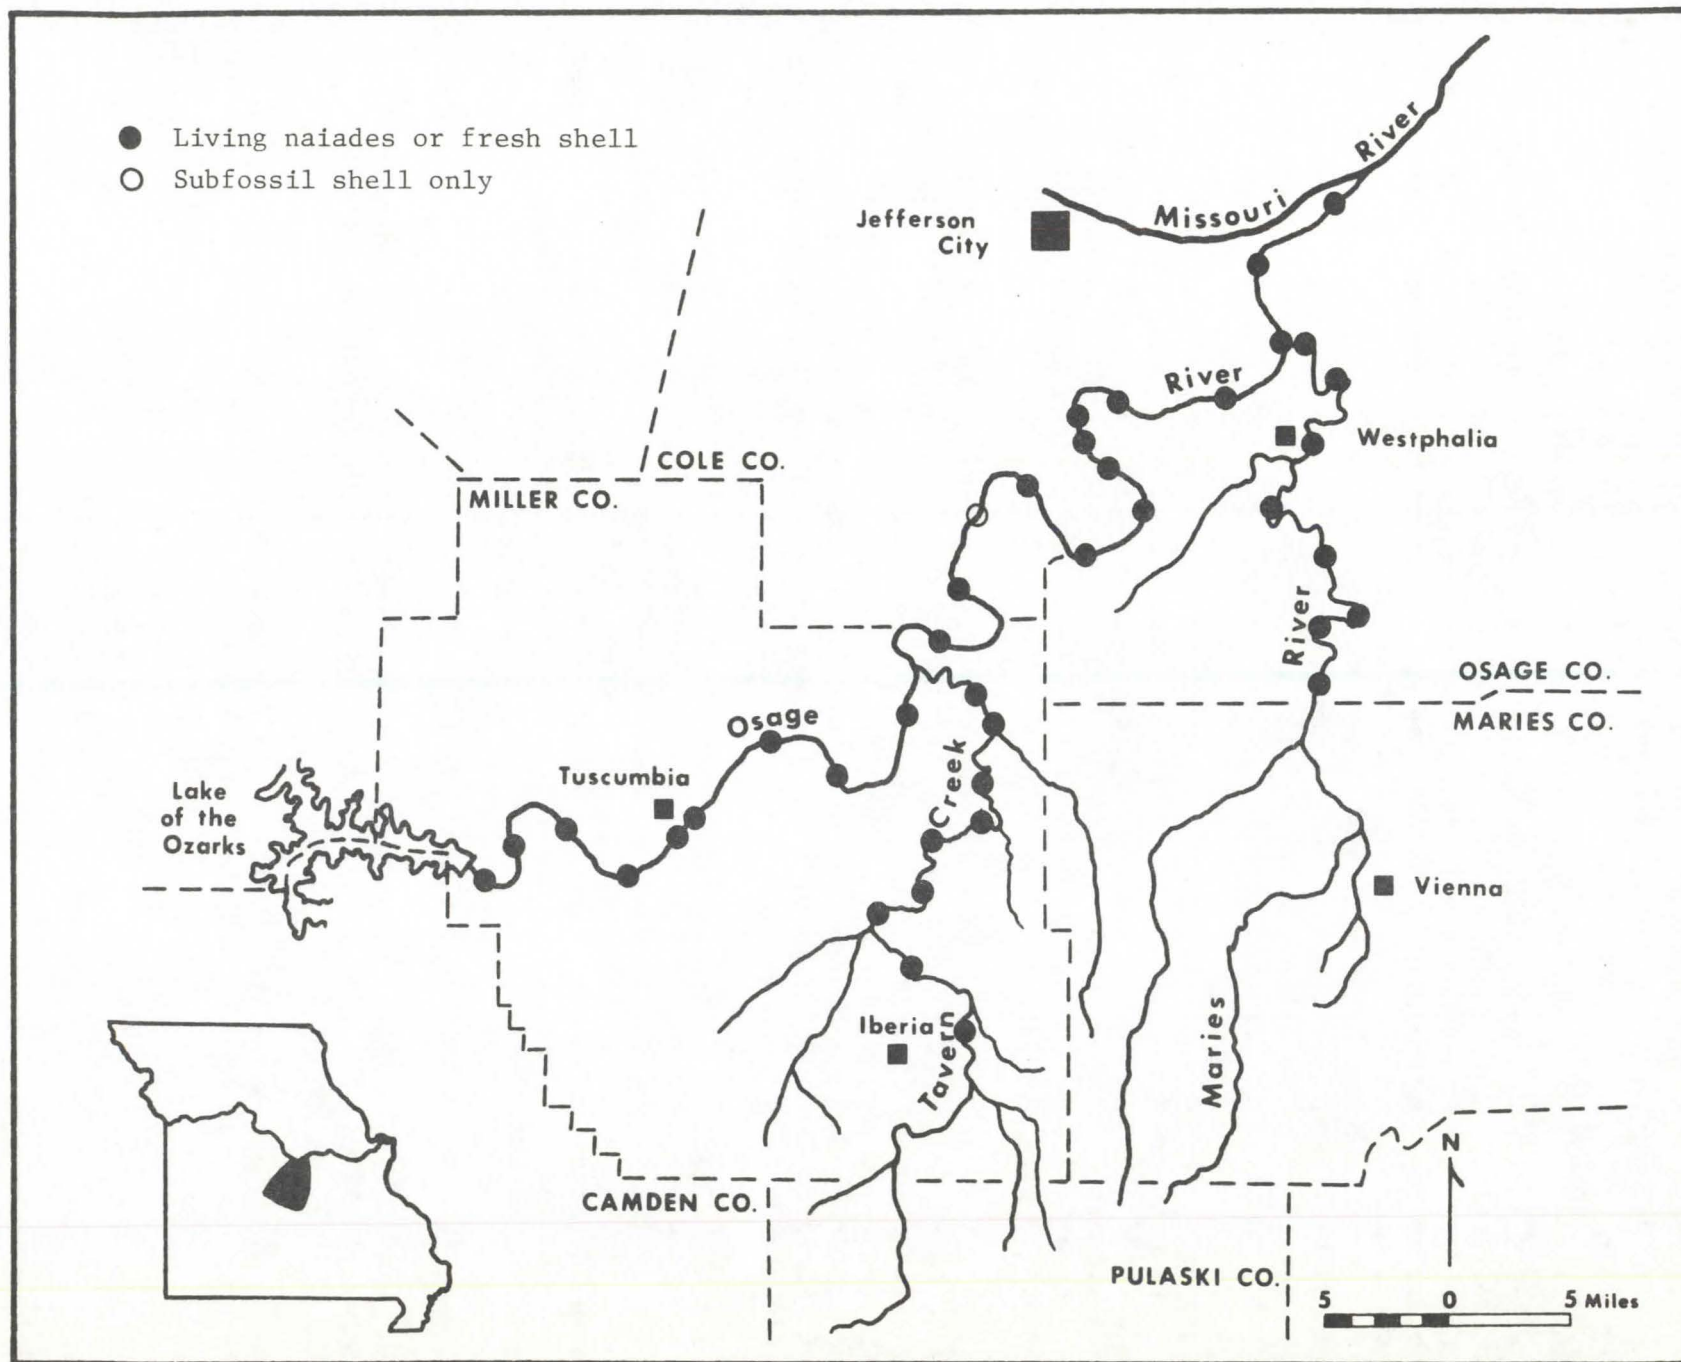 Living naiades or fresh shell
Subfossil shell only
Jefferson
City
Missouri
River
River
Westphalia
COLE CO.
MILLER CO.
River
OSAGE CO.
MARIES CO.
Osage
Tuscumbia
Creek
Lake
of the
Ozarks
Vienna
Iberia
Tavern
Maries
N
CAMDEN CO.
PULASKI CO.
5 0 5 Miles